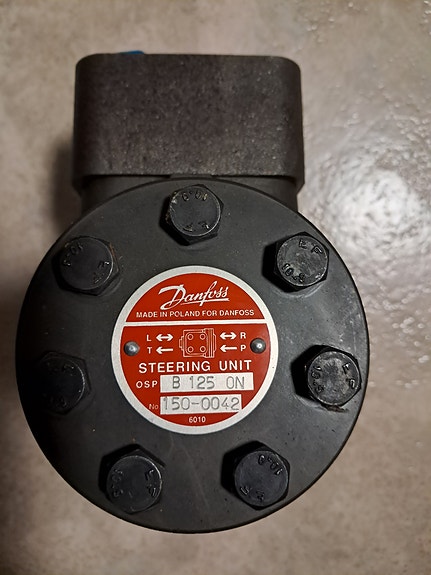 Danfoss
MADE IN POLAND FOR DANFOSS
L R
T P
STEERING UNIT
OSP B 125 ON
No 150-0042
6010